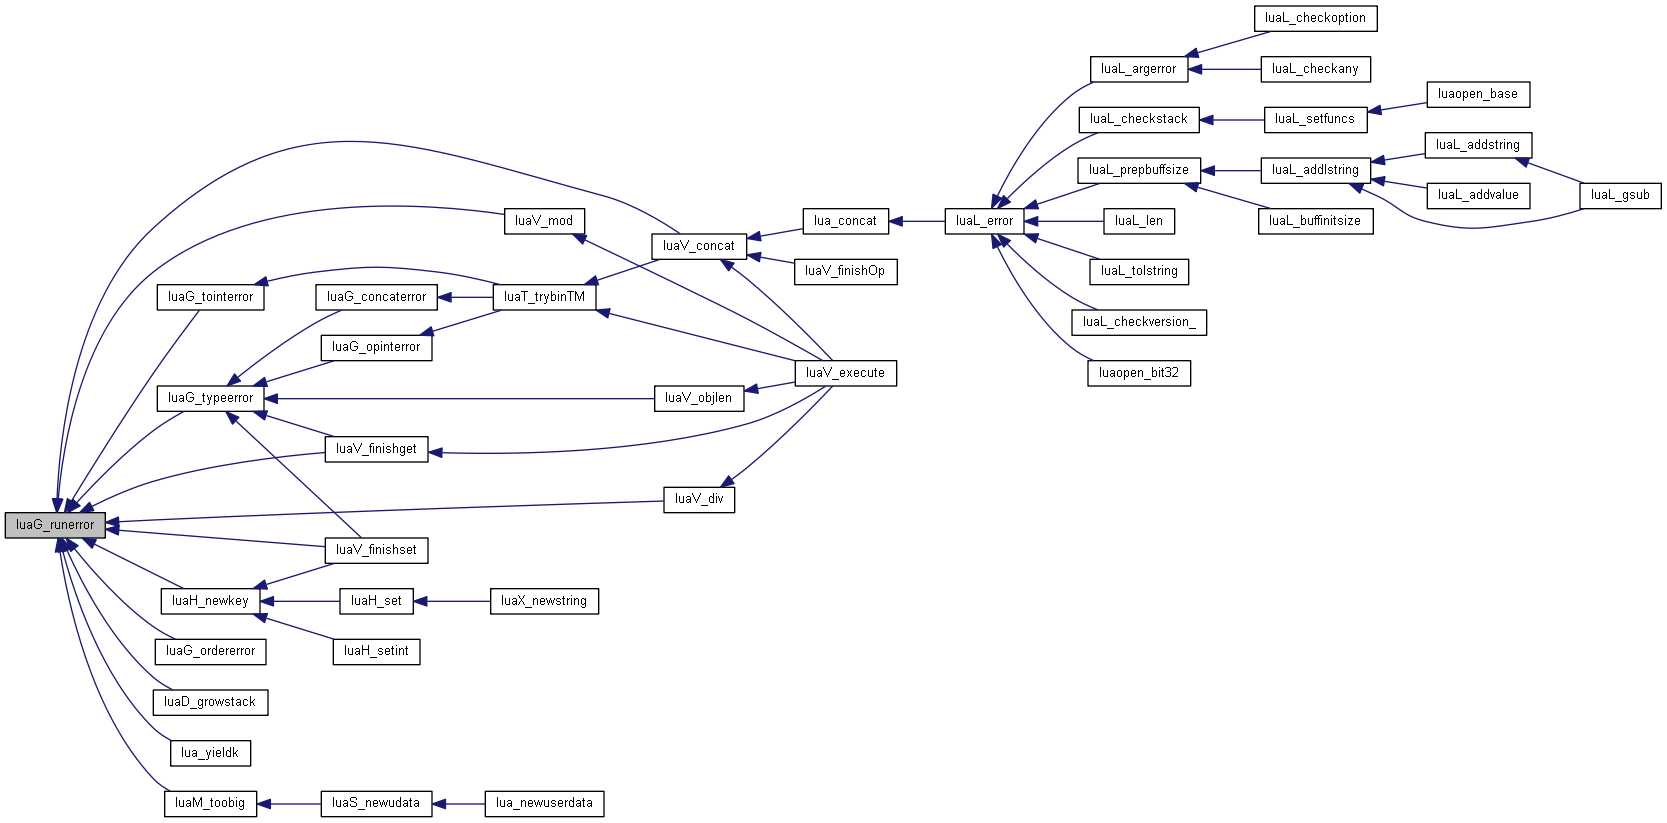 luaL_checkoption
luaL_argerror
luaL_checkany
luaopen_base
luaL_checkstack
luaL_setfuncs
luaL_addstring
luaL_prepbuffsize
luaL_addlstring
luaL_addvalue
luaL_gsub
luaV_mod
lua_concat
luaL_error
luaL_len
luaL_buffinitsize
luaV_concat
luaV_finishOp
luaL_tolstring
luaG_tointerror
luaG_concaterror
luaT_trybinTM
luaL_checkversion_
luaG_opinterror
luaV_execute
luaopen_bit32
luaG_typeerror
luaV_objlen
luaV_finishget
luaV_div
luaG_runerror
luaV_finishset
luaH_newkey
luaH_set
luaX_newstring
luaG_ordererror
luaH_setint
luaD_growstack
lua_yieldk
luaM_toobig
luaS_newudata
lua_newuserdata